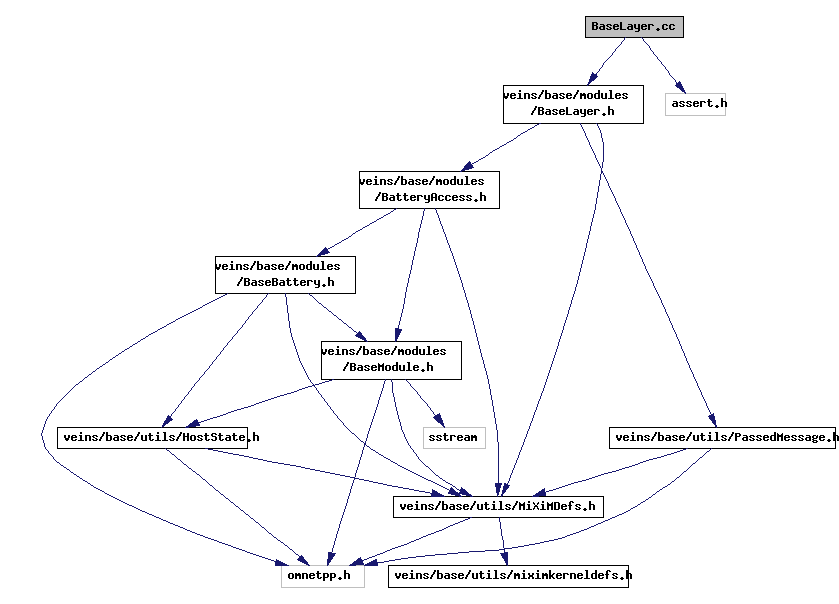 BaseLayer.cc
veins/base/modules
/BaseLayer.h
assert.h
veins/base/modules
/BatteryAccess.h
veins/base/modules
/BaseBattery.h
veins/base/modules
/BaseModule.h
veins/base/utils/HostState.h
sstream
veins/base/utils/PassedMessage.h
veins/base/utils/MiXiMDefs.h
omnetpp.h
veins/base/utils/miximkerneldefs.h